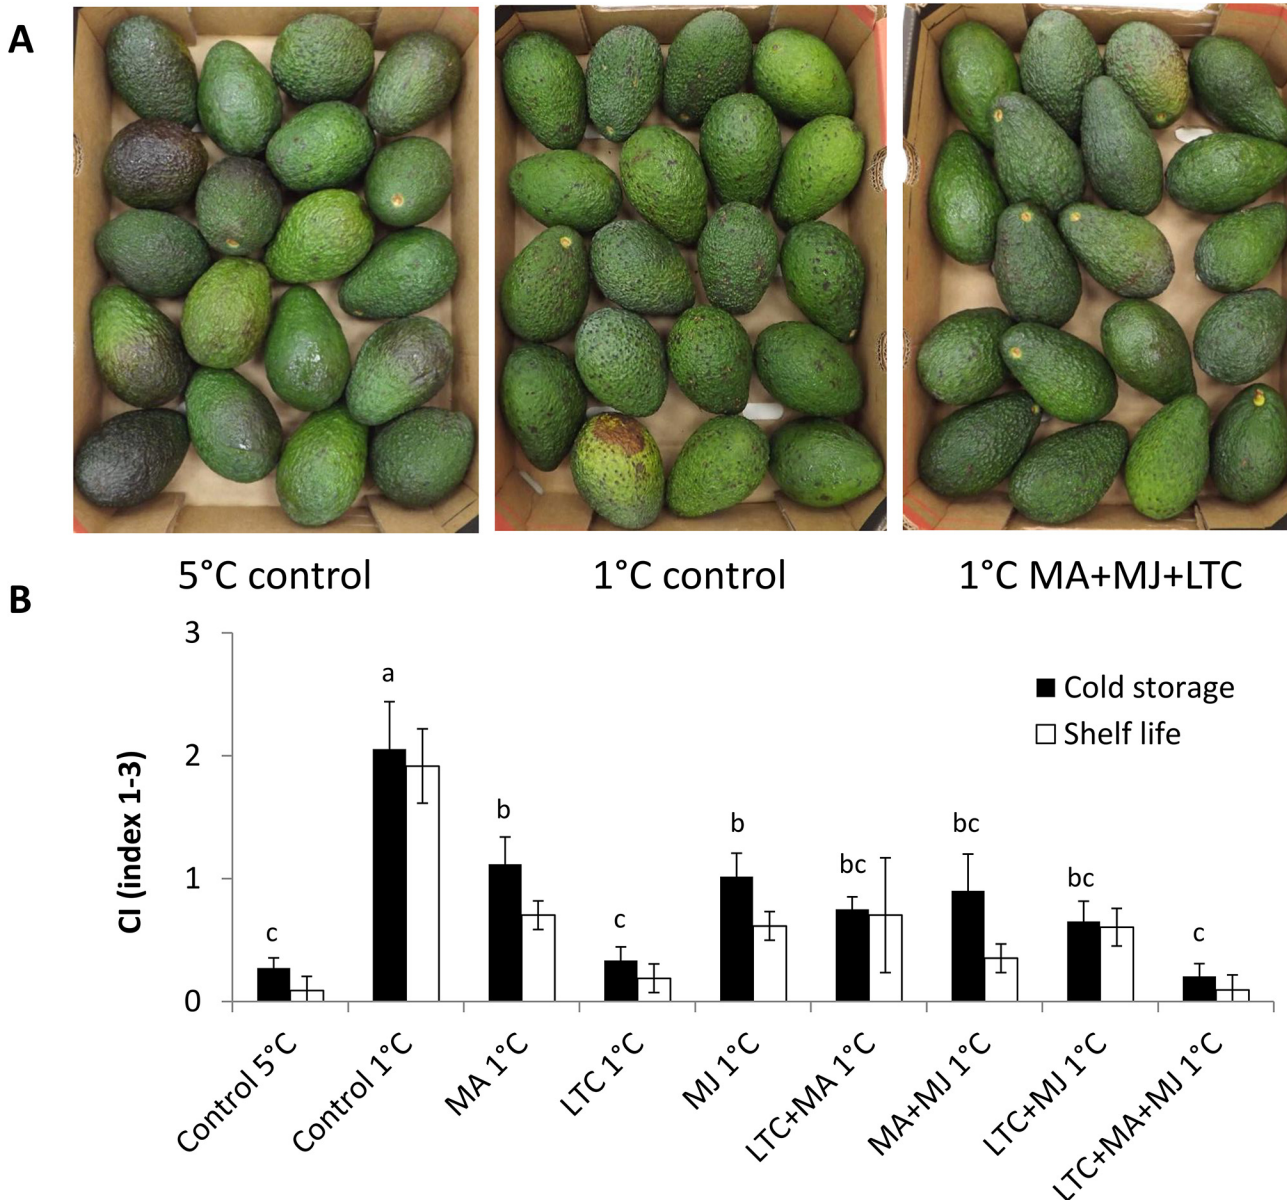 A
5°C control
1°C control
1°C MA+MJ+LTC
B
CI (index 1-3)
3
2
1
0
Cold storage
Shelf life
c
a
b
c
b
bc
bc
bc
c
Control 5°C
Control 1°C
MA 1°C
LTC 1°C
MJ 1°C
LTC+MA 1°C
MA+MJ 1°C
LTC+MJ 1°C
LTC+MA+MJ 1°C